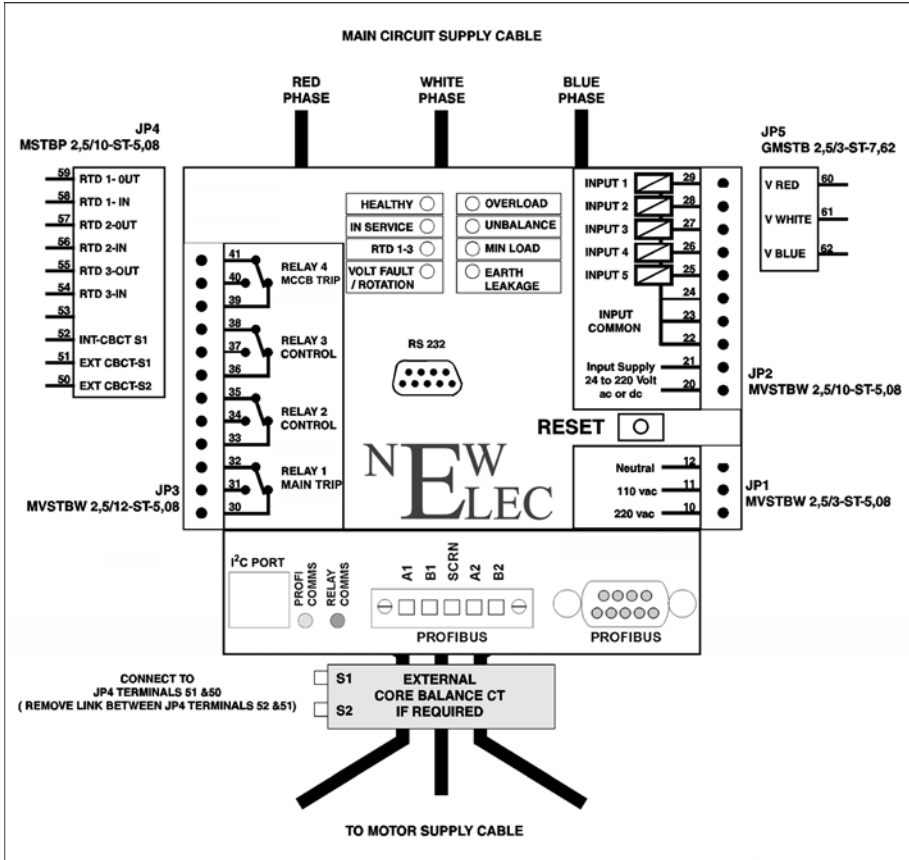 MAIN CIRCUIT SUPPLY CABLE
RED
PHASE
WHITE
PHASE
BLUE
PHASE
JP4
MSTBP 2,5/10-ST-5,08
59 RTD 1- 0UT
58 RTD 1- IN
57 RTD 2-0UT
56 RTD 2-IN
55 RTD 3-OUT
54 RTD 3-IN
53
52 INT-CBCT S1
51 EXT CBCT-S1
50 EXT CBCT-S2
JP5
GMSTB 2,5/3-ST-7,62
V RED 60
V WHITE 61
V BLUE 62
HEALTHY
IN SERVICE
RTD 1-3
VOLT FAULT
/ ROTATION
OVERLOAD
UNBALANCE
MIN LOAD
EARTH
LEAKAGE
INPUT 1 29
INPUT 2 28
INPUT 3 27
INPUT 4 26
INPUT 5 25
24
INPUT
COMMON
23
22
Input Supply
24 to 220 Volt
ac or dc
21
20
JP2
MVSTBW 2,5/10-ST-5,08
41
40
39
RELAY 4
MCCB TRIP
38
37
36
RELAY 3
CONTROL
35
34
33
RELAY 2
CONTROL
32
31
30
RELAY 1
MAIN TRIP
JP3
MVSTBW 2,5/12-ST-5,08
RS 232
RESET
NEW
ELEC
Neutral 12
110 vac 11
220 vac 10
JP1
MVSTBW 2,5/3-ST-5,08
I²C PORT
PROFI
COMMS
RELAY
COMMS
A1
B1
SCRN
A2
B2
PROFIBUS
PROFIBUS
CONNECT TO
JP4 TERMINALS 51 &50
( REMOVE LINK BETWEEN JP4 TERMINALS 52 &51)
S1
S2
EXTERNAL
CORE BALANCE CT
IF REQUIRED
TO MOTOR SUPPLY CABLE